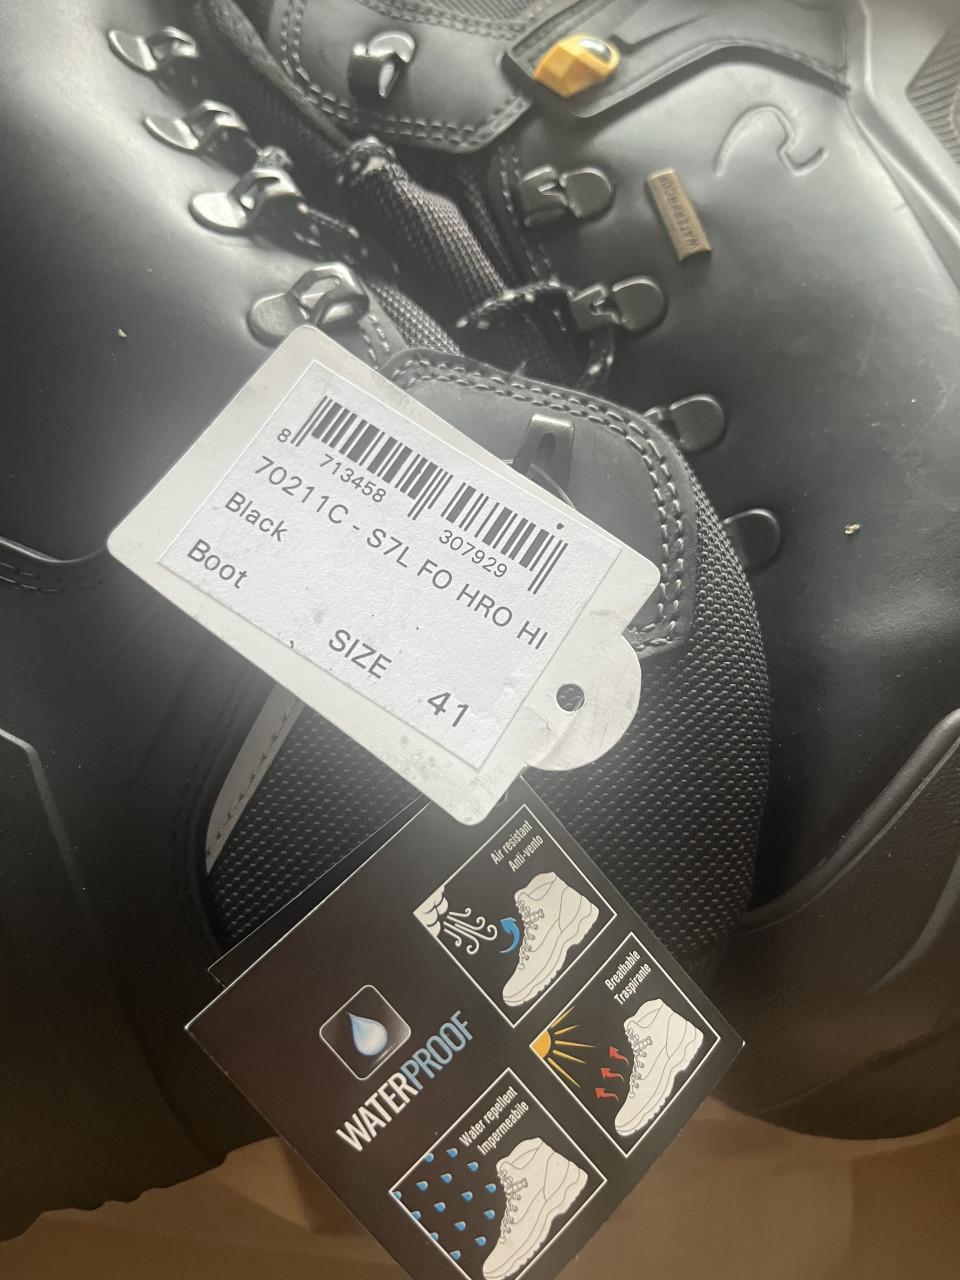 WATERPROOF
8 713458 307929
70211C - S7L FO HRO HI
Black
Boot
SIZE 41
Air resistant
Anti-vento
Breathable
Traspirante
WATERPROOF
Water repellent
Impermeabile